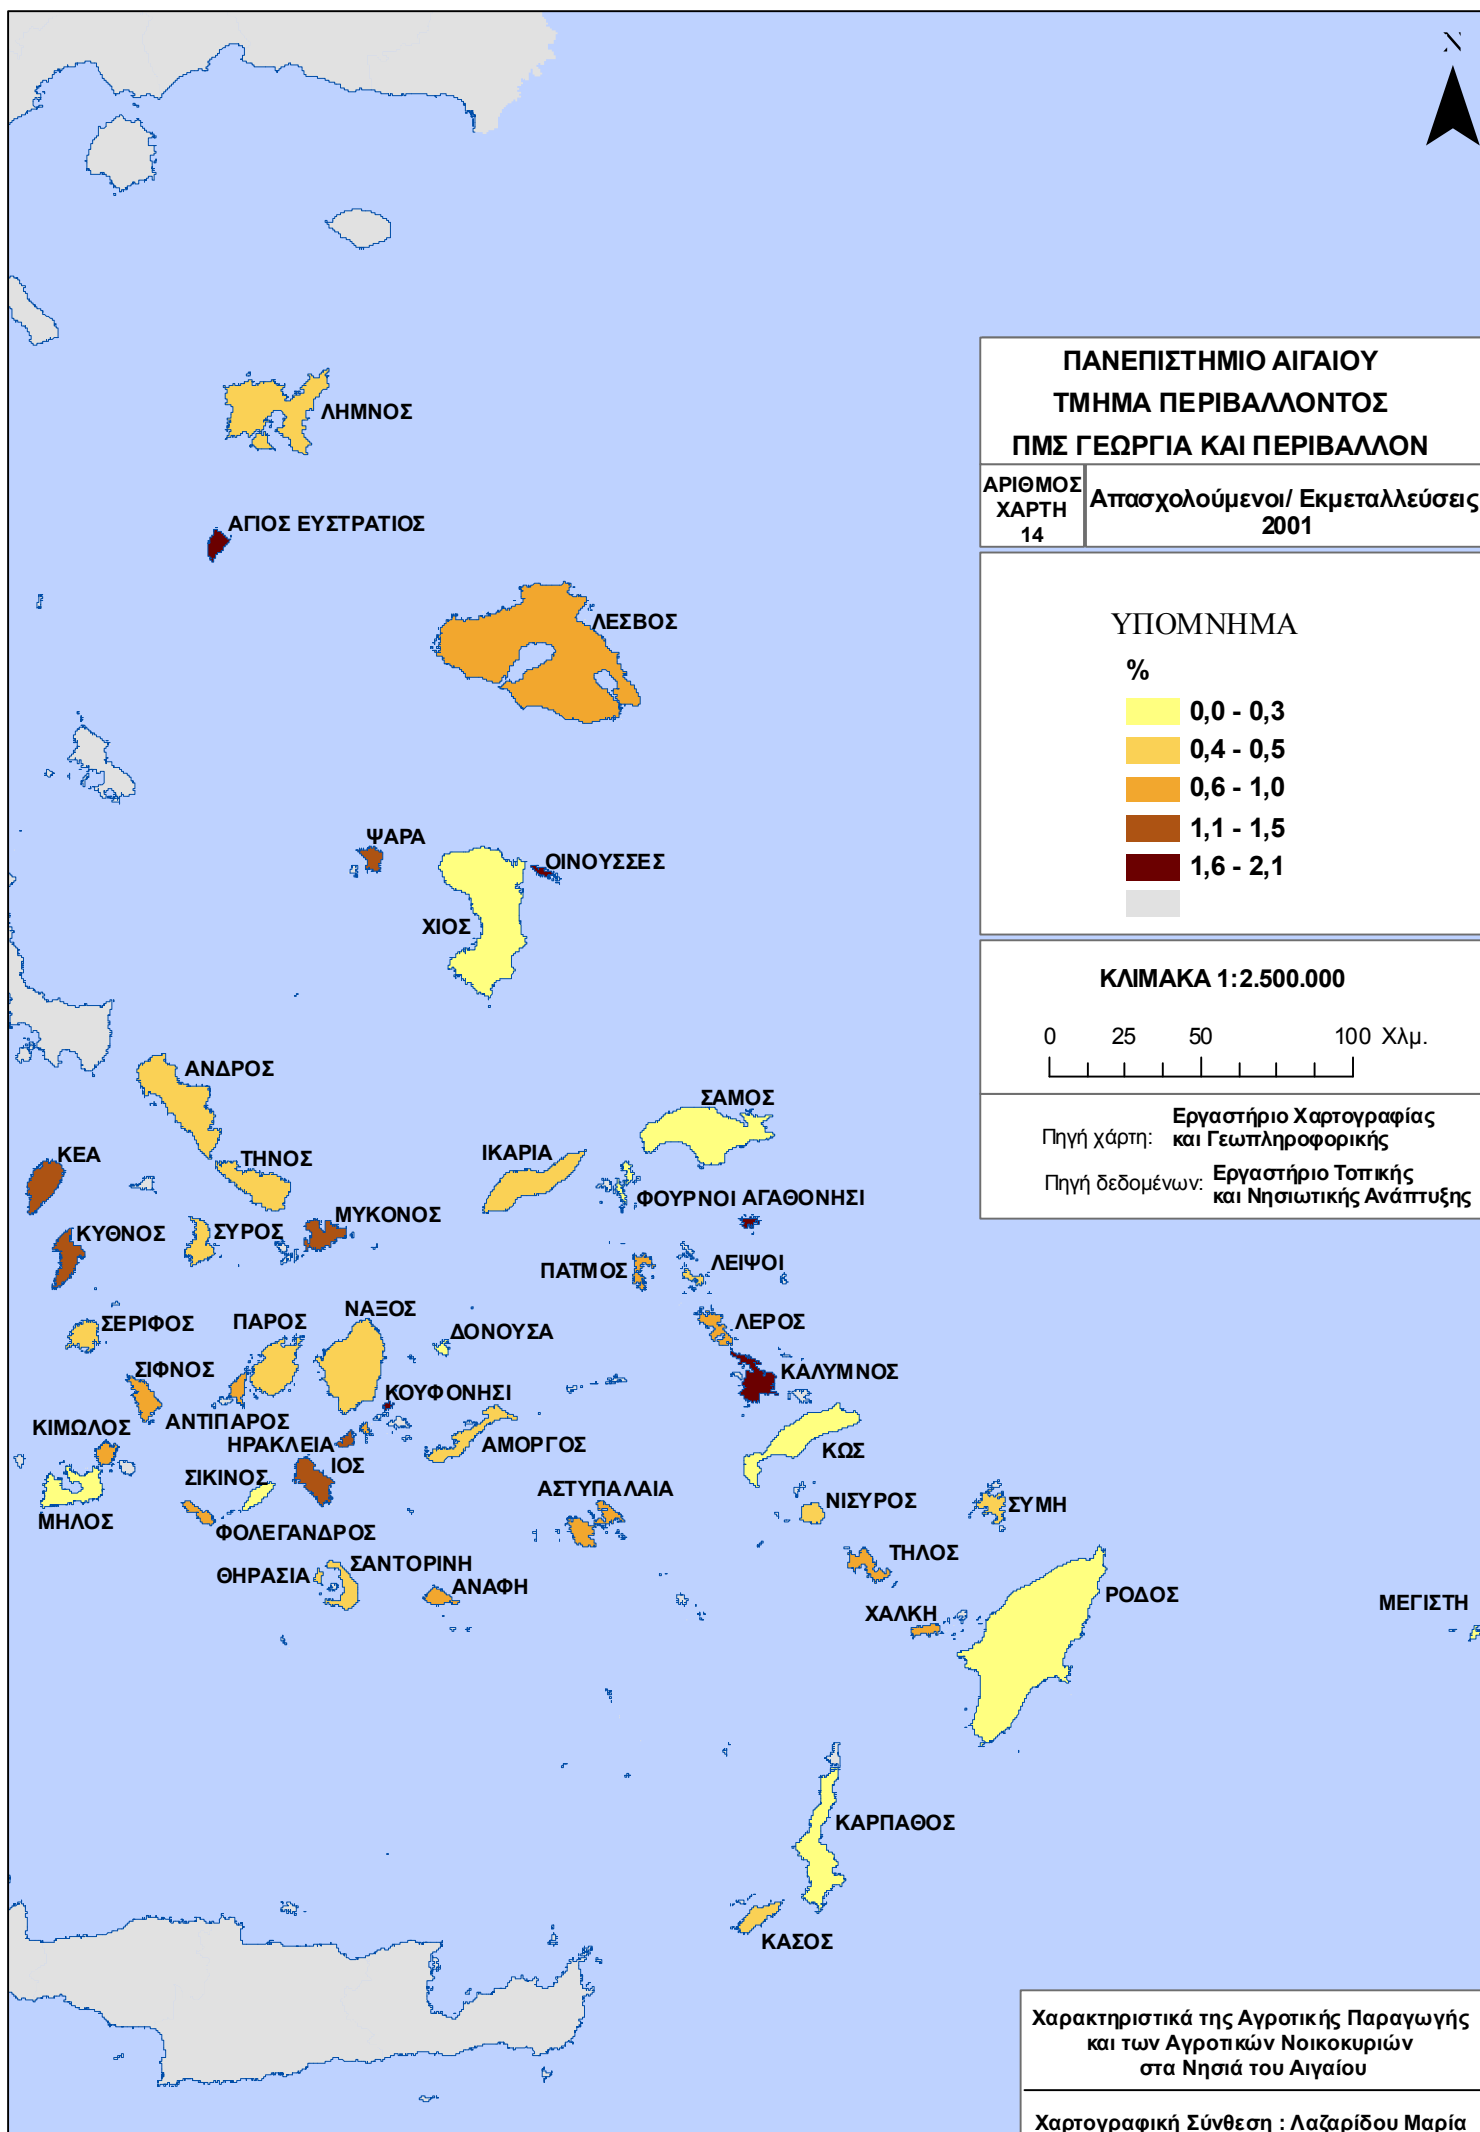 N
ΠΑΝΕΠΙΣΤΗΜΙΟ ΑΙΓΑΙΟΥ
ΤΜΗΜΑ ΠΕΡΙΒΑΛΛΟΝΤΟΣ
ΠΜΣ ΓΕΩΡΓΙΑ ΚΑΙ ΠΕΡΙΒΑΛΛΟΝ
ΑΡΙΘΜΟΣ
ΧΑΡΤΗ
14
Απασχολούμενοι/ Εκμεταλλεύσεις
2001
ΥΠΟΜΝΗΜΑ
%
0,0 - 0,3
0,4 - 0,5
0,6 - 1,0
1,1 - 1,5
1,6 - 2,1
ΚΛΙΜΑΚΑ 1:2.500.000
0 25 50 100 Χλμ.
Πηγή χάρτη: Εργαστήριο Χαρτογραφίας
και Γεωπληροφορικής
Πηγή δεδομένων: Εργαστήριο Τοπικής
και Νησιωτικής Ανάπτυξης
ΛΗΜΝΟΣ
ΑΓΙΟΣ ΕΥΣΤΡΑΤΙΟΣ
ΛΕΣΒΟΣ
ΨΑΡΑ
ΟΙΝΟΥΣΣΕΣ
ΧΙΟΣ
ΑΝΔΡΟΣ
ΣΑΜΟΣ
ΚΕΑ
ΤΗΝΟΣ
ΙΚΑΡΙΑ
ΦΟΥΡΝΟΙ
ΑΓΑΘΟΝΗΣΙ
ΚΥΘΝΟΣ
ΣΥΡΟΣ
ΜΥΚΟΝΟΣ
ΠΑΤΜΟΣ
ΛΕΙΨΟΙ
ΣΕΡΙΦΟΣ
ΠΑΡΟΣ
ΝΑΞΟΣ
ΔΟΝΟΥΣΑ
ΛΕΡΟΣ
ΣΙΦΝΟΣ
ΚΟΥΦΟΝΗΣΙ
ΚΑΛΥΜΝΟΣ
ΚΙΜΩΛΟΣ
ΑΝΤΙΠΑΡΟΣ
ΗΡΑΚΛΕΙΑ
ΑΜΟΡΓΟΣ
ΚΩΣ
ΙΟΣ
ΣΙΚΙΝΟΣ
ΑΣΤΥΠΑΛΑΙΑ
ΝΙΣΥΡΟΣ
ΣΥΜΗ
ΜΗΛΟΣ
ΦΟΛΕΓΑΝΔΡΟΣ
ΤΗΛΟΣ
ΣΑΝΤΟΡΙΝΗ
ΘΗΡΑΣΙΑ
ΑΝΑΦΗ
ΡΟΔΟΣ
ΧΑΛΚΗ
ΜΕΓΙΣΤΗ
ΚΑΡΠΑΘΟΣ
ΚΑΣΟΣ
Χαρακτηριστικά της Αγροτικής Παραγωγής
και των Αγροτικών Νοικοκυριών
στα Νησιά του Αιγαίου
Χαρτογραφική Σύνθεση : Λαζαρίδου Μαρία